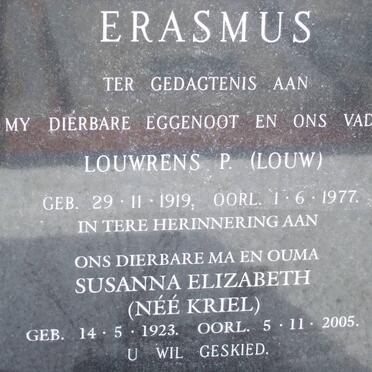 ERASMUS
TER GEDAGTENIS AAN
MY DIERBARE EGGENOOT EN ONS VAD
LOUWRENS P. (LOUW)
GEB. 29·11·1919, OORL. 1·6·1977.
IN TERE HERINNERING AAN
ONS DIERBARE MA EN OUMA
SUSANNA ELIZABETH
(NÉÉ KRIEL)
GEB. 14·5·1923. OORL. 5·11·2005.
U WIL GESKIED.